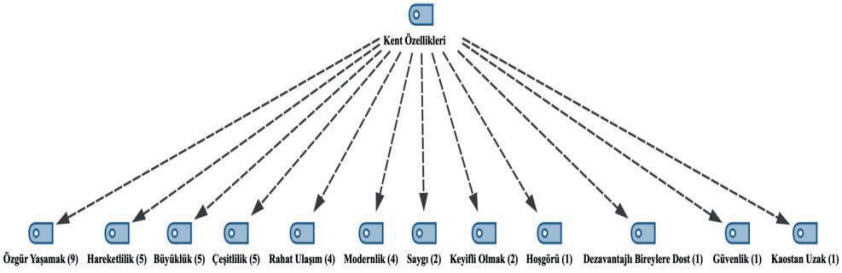 Kent Özellikleri
Özgür Yaşamak (9) Hareketlilik (5) Büyüklük (5) Çeşitlilik (5) Rahat Ulaşım (4) Modernlik (4) Saygı (2) Keyifli Olmak (2) Hoşgörü (1) Dezavantajlı Bireylere Dost (1) Güvenlik (1) Kaostan Uzak (1)